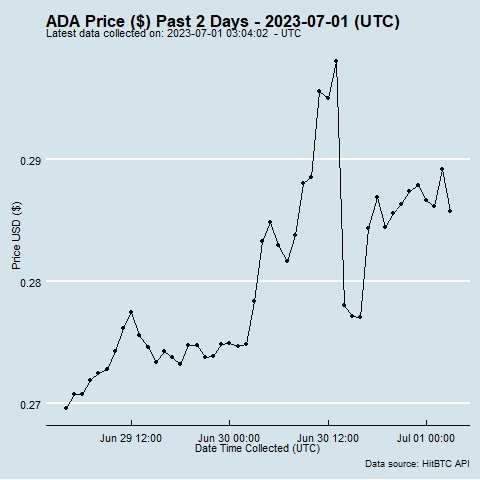 ADA Price ($) Past 2 Days - 2023-07-01 (UTC)
Latest data collected on: 2023-07-01 03:04:02  - UTC
0.29
0.28
0.27
Price USD ($)
Jun 29 12:00 Jun 30 00:00 Jun 30 12:00 Jul 01 00:00
Date Time Collected (UTC)
Data source: HitBTC API